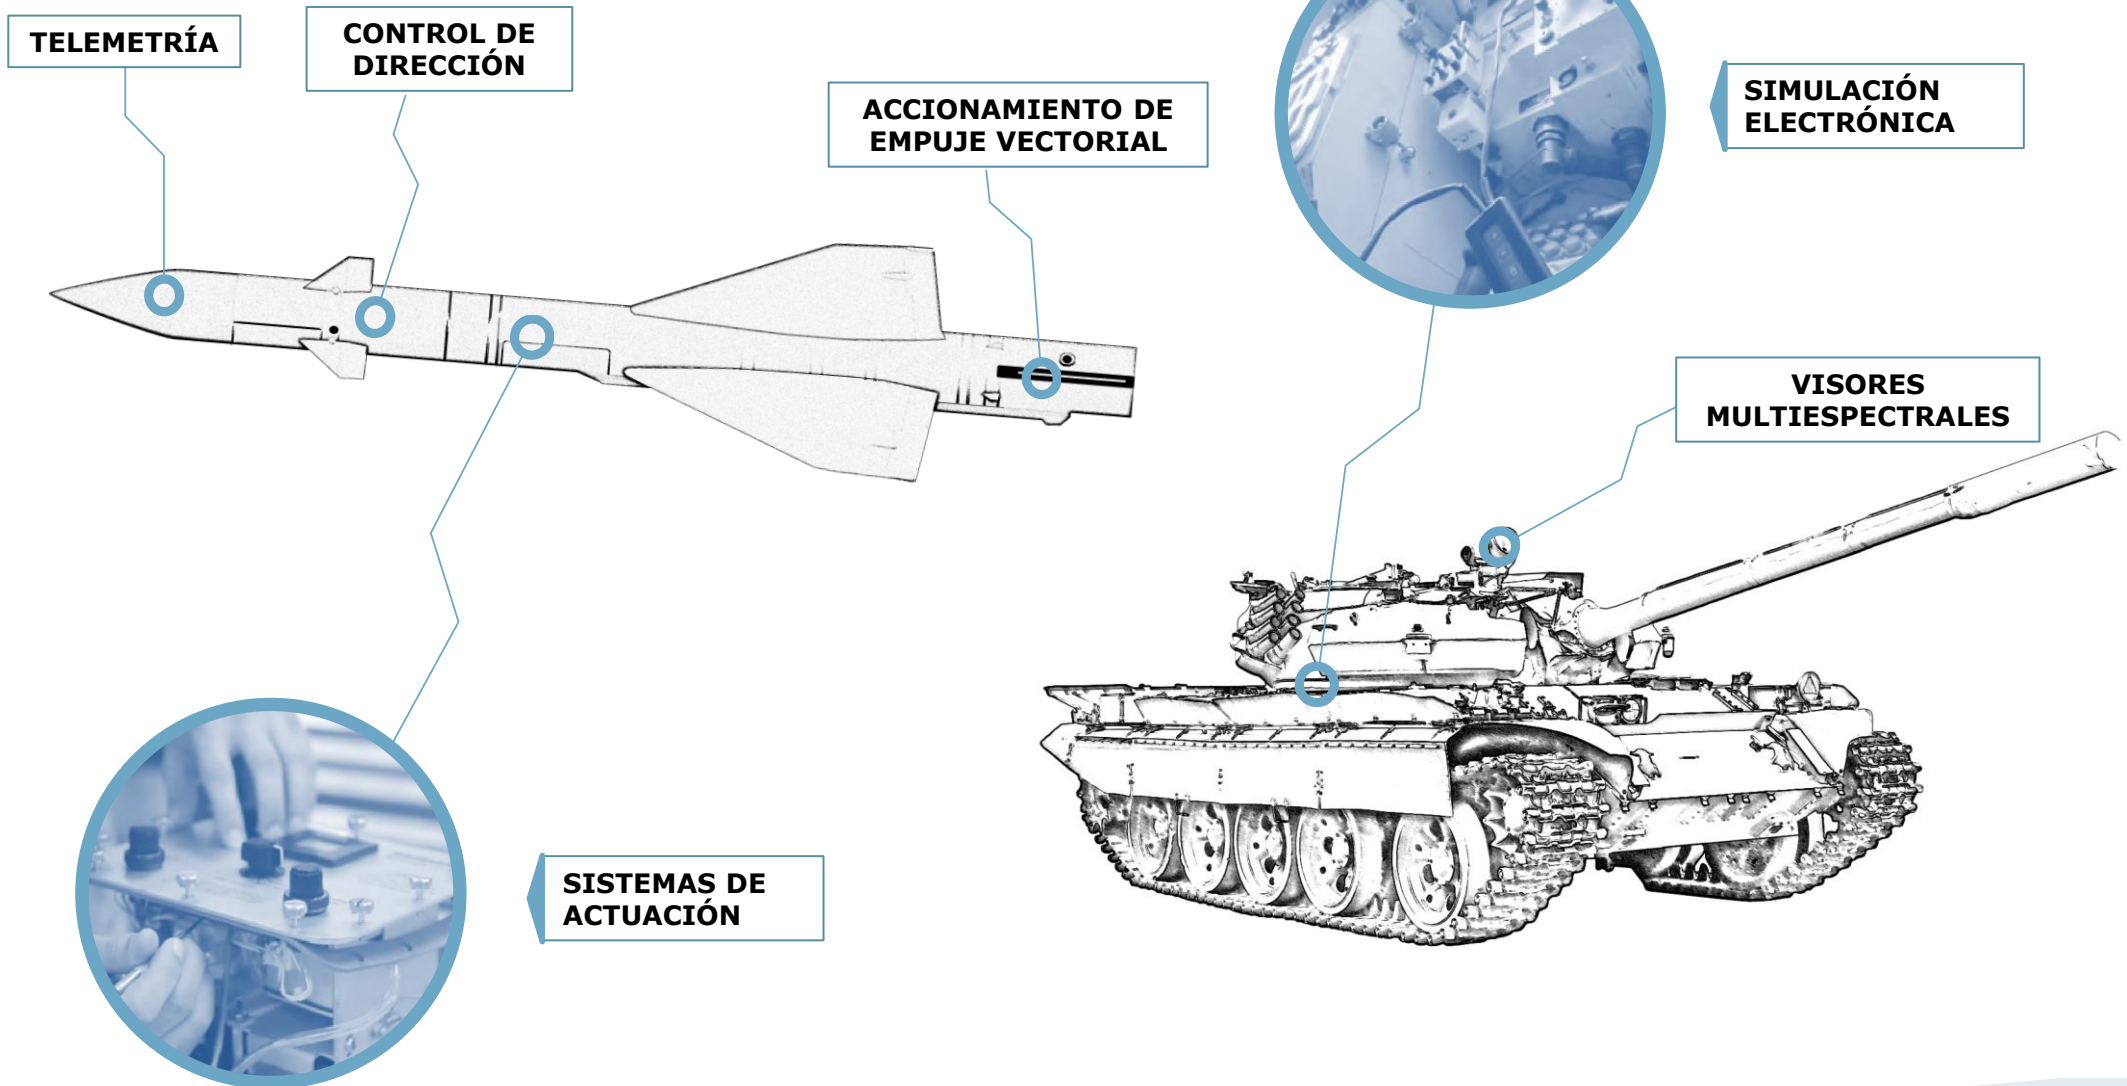 TELEMETRÍA
CONTROL DE
DIRECCIÓN
ACCIONAMIENTO DE
EMPUJE VECTORIAL
SIMULACIÓN
ELECTRÓNICA
VISORES
MULTIESPECTRALES
SISTEMAS DE
ACTUACIÓN